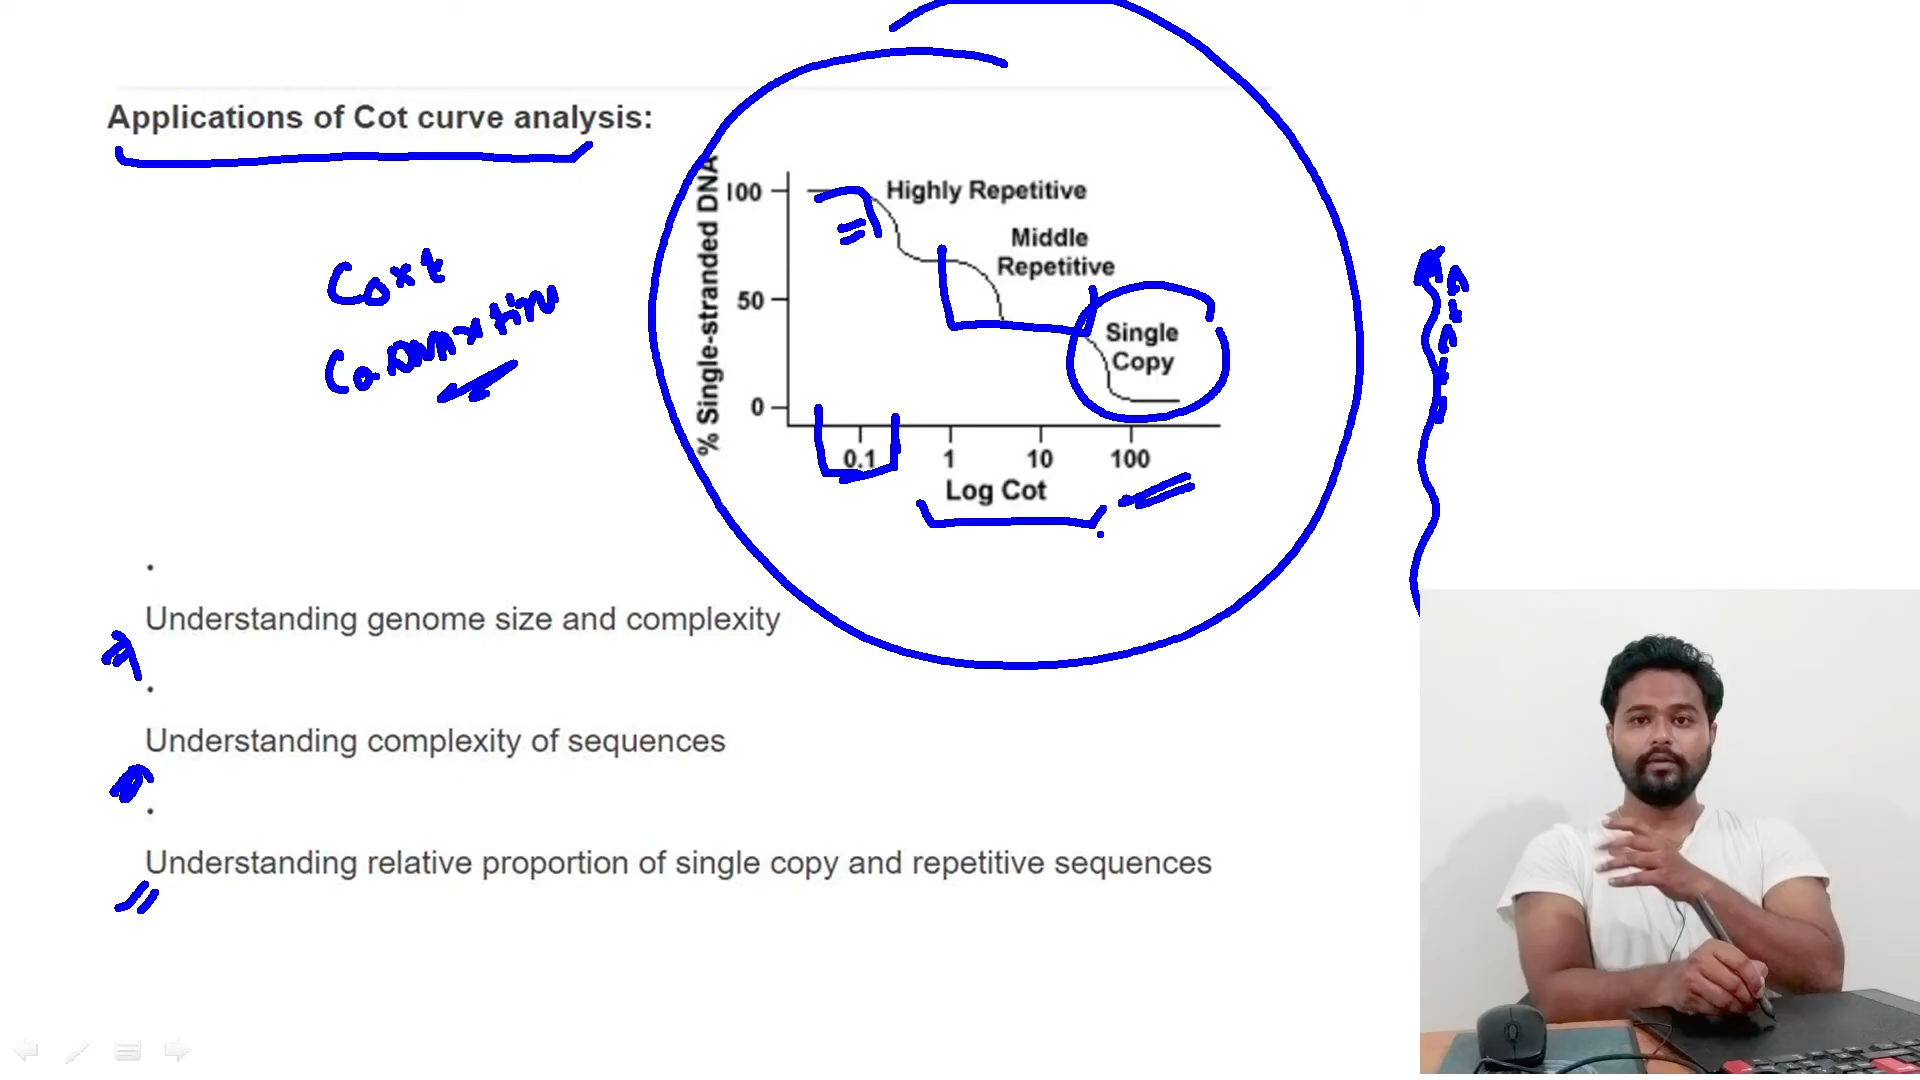 Applications of Cot curve analysis:
% Single-stranded DNA
100
50
0
Highly Repetitive
Middle
Repetitive
Single
Copy
0.1 1 10 100
Log Cot
Co x t
Co DNA x time
Understanding genome size and complexity
Understanding complexity of sequences
Understanding relative proportion of single copy and repetitive sequences